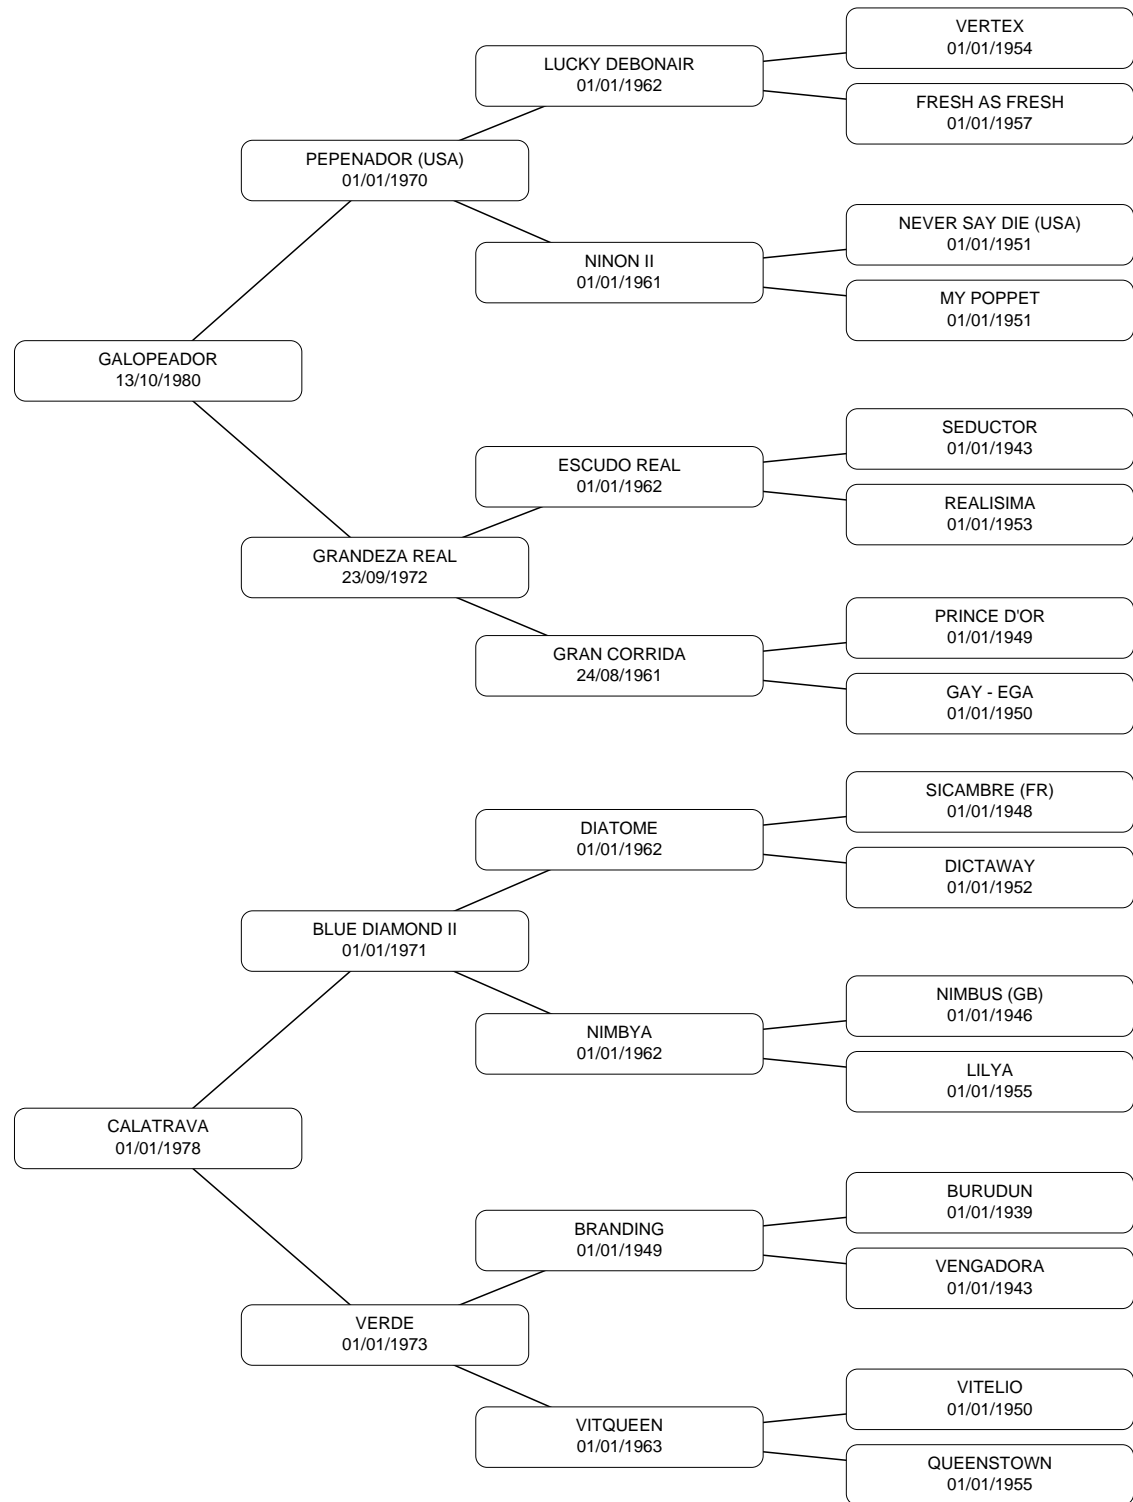 VERTEX
01/01/1954
LUCKY DEBONAIR
01/01/1962
FRESH AS FRESH
01/01/1957
PEPENADOR (USA)
01/01/1970
NEVER SAY DIE (USA)
01/01/1951
NINON II
01/01/1961
MY POPPET
01/01/1951
GALOPEADOR
13/10/1980
SEDUCTOR
01/01/1943
ESCUDO REAL
01/01/1962
REALISIMA
01/01/1953
GRANDEZA REAL
23/09/1972
PRINCE D'OR
01/01/1949
GRAN CORRIDA
24/08/1961
GAY - EGA
01/01/1950
SICAMBRE (FR)
01/01/1948
DIATOME
01/01/1962
DICTAWAY
01/01/1952
BLUE DIAMOND II
01/01/1971
NIMBUS (GB)
01/01/1946
NIMBYA
01/01/1962
LILYA
01/01/1955
CALATRAVA
01/01/1978
BURUDUN
01/01/1939
BRANDING
01/01/1949
VENGADORA
01/01/1943
VERDE
01/01/1973
VITELIO
01/01/1950
VITQUEEN
01/01/1963
QUEENSTOWN
01/01/1955